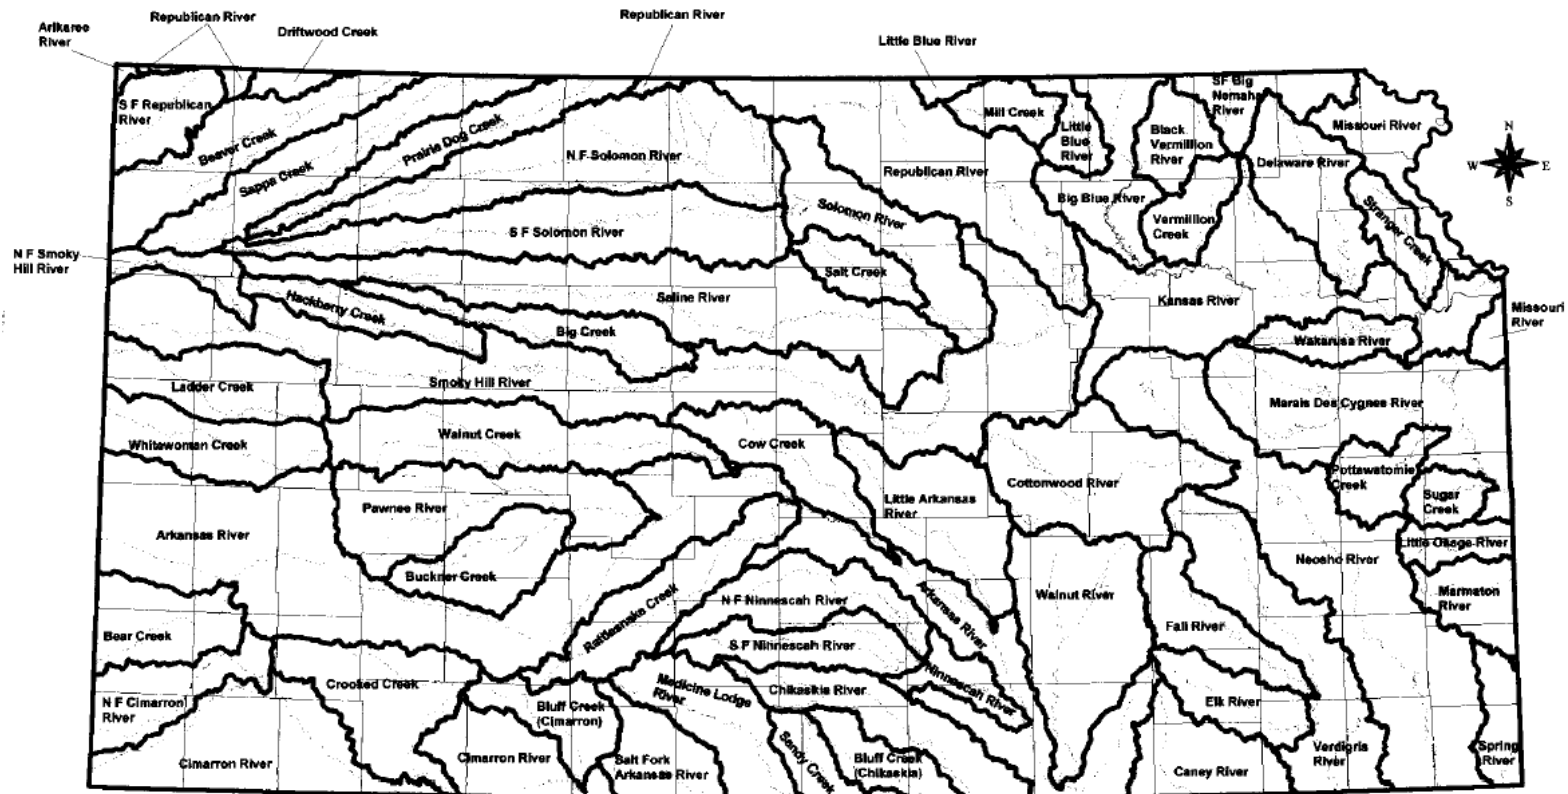 Republican River
Republican River
Arikaree
River
Driftwood Creek
Little Blue River
SF Big
Nemaha
River
S F Republican
River
Mill Creek
Missouri River
Little
Blue
River
Black
Vermillion
River
N
W
E
S
Beaver Creek
Prairie Dog Creek
N F Solomon River
Republican River
Delaware River
Sappa Creek
Big Blue River
Solomon River
Vermillion
Creek
Stranger Creek
S F Solomon River
N F Smoky
Hill River
Salt Creek
Saline River
Kansas River
Hackberry Creek
Missouri
River
Big Creek
Wakarusa River
Ladder Creek
Smoky Hill River
Marais Des Cygnes River
Whitewoman Creek
Walnut Creek
Cow Creek
Pottawatomie
Creek
Cottonwood River
Sugar
Creek
Little Arkansas
River
Pawnee River
Arkansas River
Little Osage River
Neosho River
Buckner Creek
Arkansas River
Walnut River
Marmaton
River
N F Ninnescah River
Rattlesnake Creek
Fall River
Bear Creek
S F Ninnescah River
Crooked Creek
Medicine Lodge
River
Chikaskia River
Ninnescah River
N F Cimarron
River
Elk River
Bluff Creek
(Cimarron)
Sandy Creek
Verdigris
River
Spring
River
Cimarron River
Cimarron River
Salt Fork
Arkansas River
Bluff Creek
(Chikaskia)
Caney River